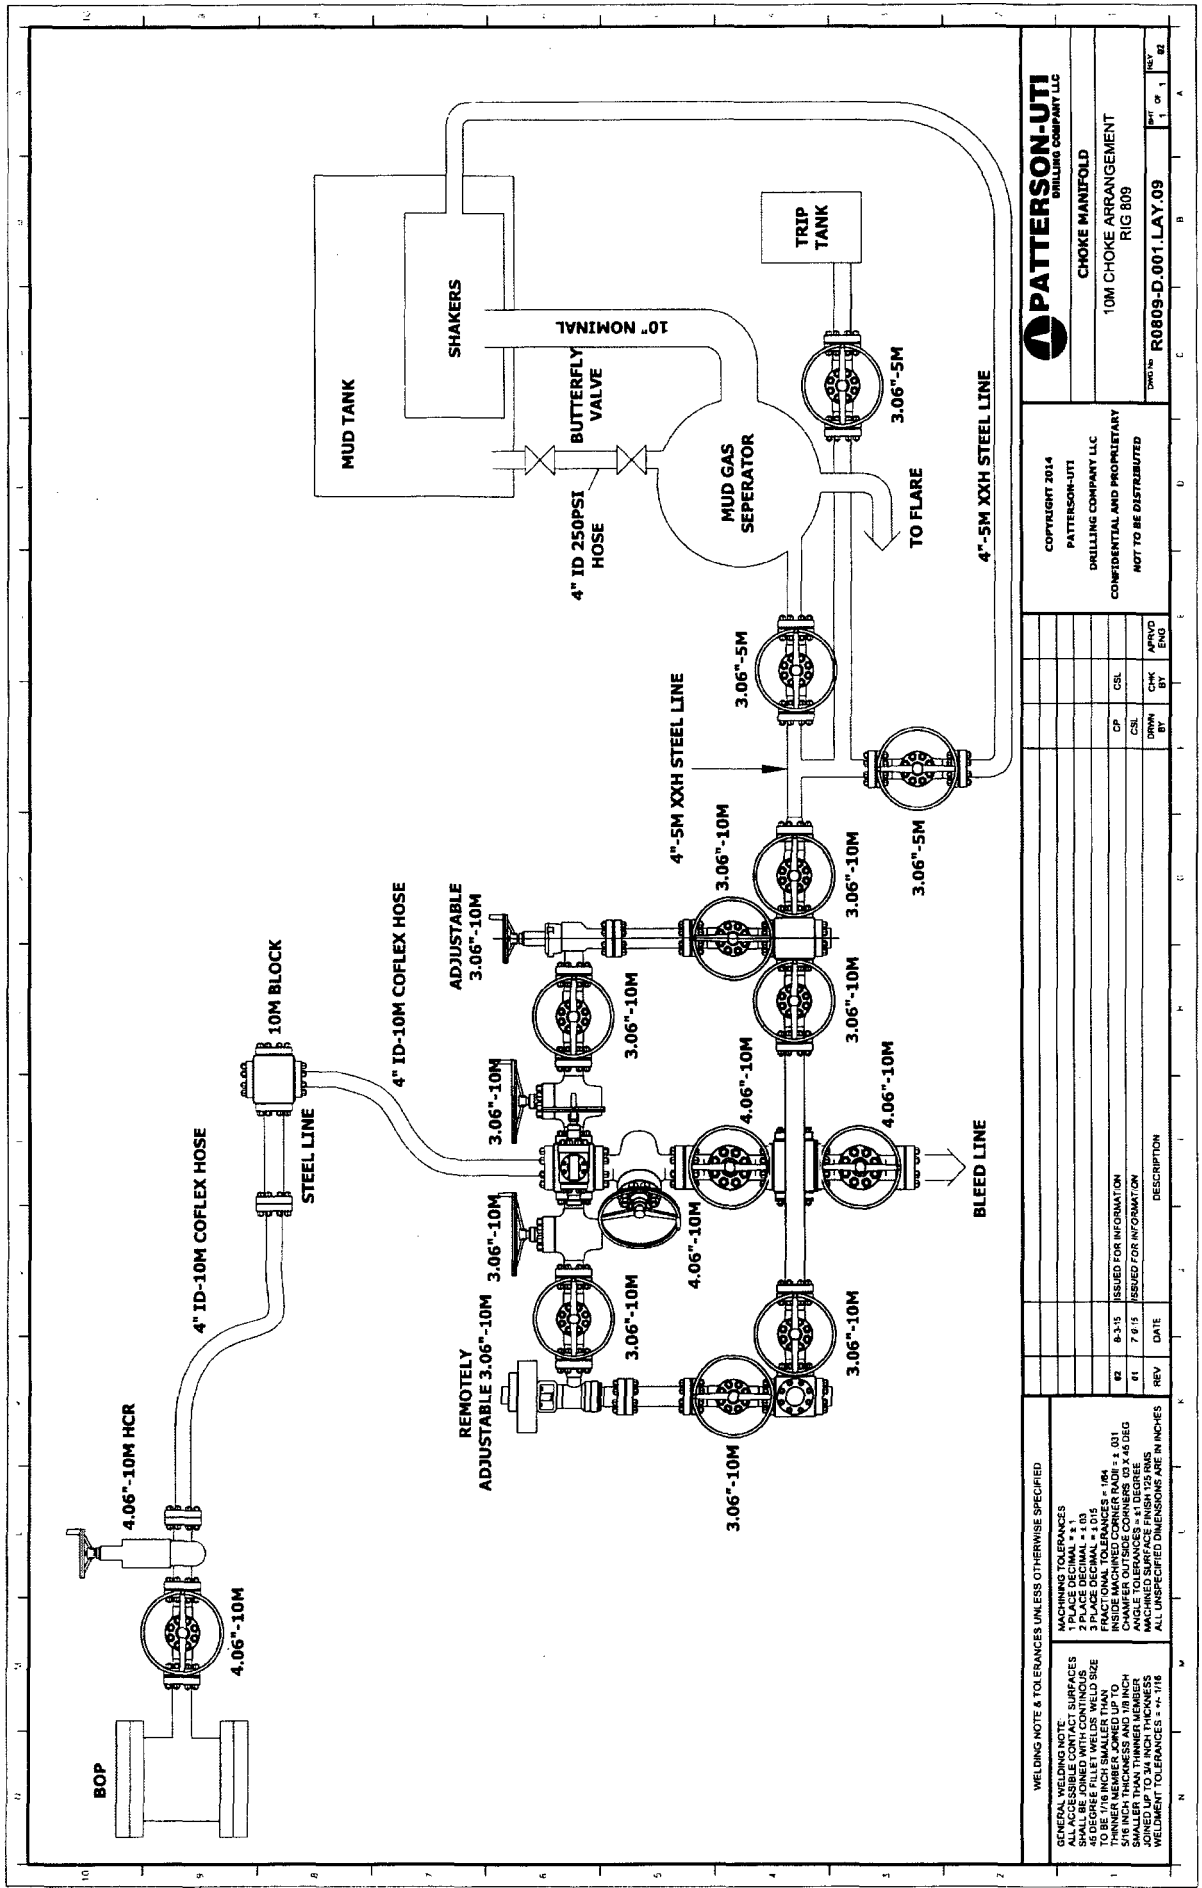 BOP
4.06"-10M
4.06"-10M HCR
4" ID-10M COFLEX HOSE
STEEL LINE
10M BLOCK
4" ID-10M COFLEX HOSE
REMOTELY
ADJUSTABLE 3.06"-10M
3.06"-10M
3.06"-10M
ADJUSTABLE
3.06"-10M
3.06"-10M
3.06"-10M
4.06"-10M
3.06"-10M
3.06"-10M
3.06"-10M
4.06"-10M
4.06"-10M
BLEED LINE
3.06"-10M
3.06"-10M
3.06"-10M
4"-5M XXH STEEL LINE
3.06"-5M
3.06"-5M
4"-5M XXH STEEL LINE
MUD TANK
SHAKERS
10" NOMINAL
BUTTERFLY
VALVE
4" ID 250PSI
HOSE
MUD GAS
SEPERATOR
TO FLARE
3.06"-5M
TRIP
TANK
WELDING NOTE & TOLERANCES UNLESS OTHERWISE SPECIFIED
GENERAL WELDING NOTE
ALL ACCESSIBLE CONTACT SURFACES
SHALL BE JOINED WITH CONTINOUS
45 DEGREE FILLET WELDS WELD SIZE
TO BE 1/16 INCH SMALLER THAN
THINNER MEMBER JOINED UP TO
5/16 INCH THICKNESS AND 1/8 INCH
SMALLER THAN THINNER MEMBER
JOINED UP TO 3/4 INCH THICKNESS
WELDMENT TOLERANCES = +/- 1/16
MACHINING TOLERANCES
1 PLACE DECIMAL = ± 1
2 PLACE DECIMAL = ± 03
3 PLACE DECIMAL = ± 015
FRACTIONAL TOLERANCES = 1/64
INSIDE MACHINED CORNER RADII = ± .031
CHAMFER OUTSIDE CORNERS 03 X 45 DEG
ANGLE TOLERANCES = ±1 DEGREE
MACHINED SURFACE FINISH 125 RMS
ALL UNSPECIFIED DIMENSIONS ARE IN INCHES
02 8-3-15 ISSUED FOR INFORMATION CP CSL
01 ISSUED FOR INFORMATION CSL
REV DATE DESCRIPTION DRWN BY CHK BY APRVD ENG
COPYRIGHT 2014
PATTERSON-UTI
DRILLING COMPANY LLC
CONFIDENTIAL AND PROPRIETARY
NOT TO BE DISTRIBUTED
PATTERSON-UTI
DRILLING COMPANY LLC
CHOKE MANIFOLD
10M CHOKE ARRANGEMENT
RIG 809
DWG No R0809-D.001.LAY.09
SHT 1 OF 1
REV 02